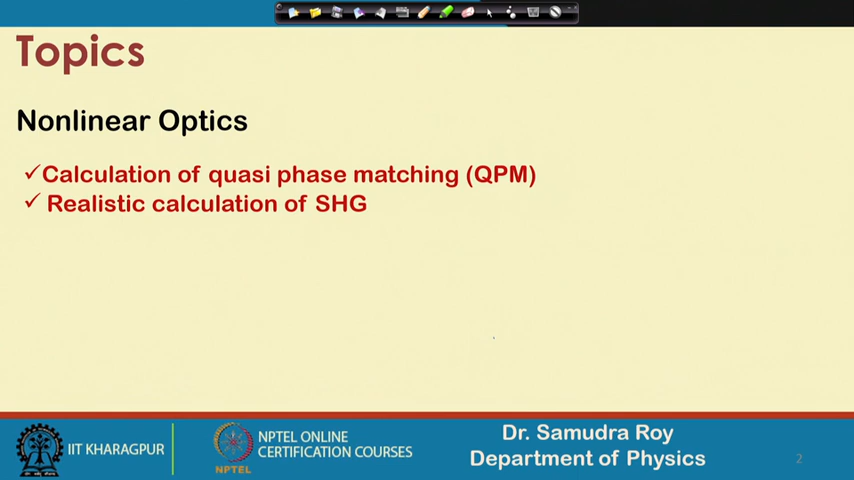 Topics
Nonlinear Optics
✓Calculation of quasi phase matching (QPM)
✓ Realistic calculation of SHG
IIT KHARAGPUR
NPTEL
NPTEL ONLINE
CERTIFICATION COURSES
Dr. Samudra Roy
Department of Physics
2